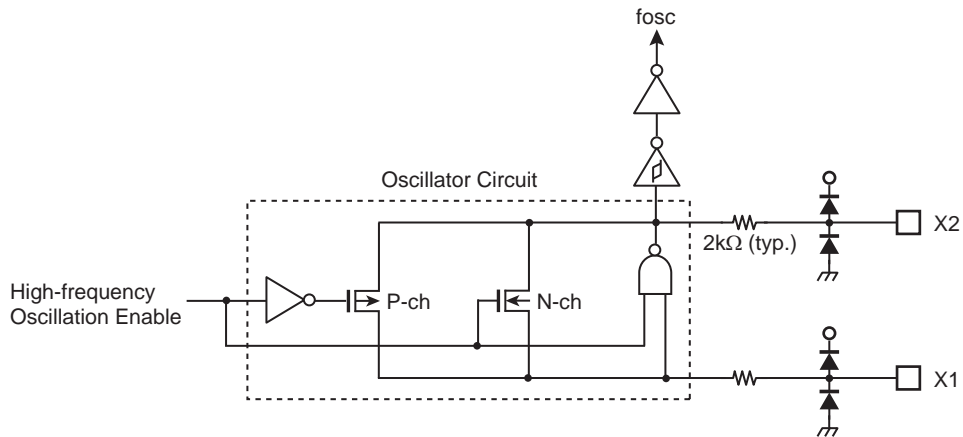 fosc
Oscillator Circuit
X2
2kΩ (typ.)
High-frequency
Oscillation Enable
P-ch
N-ch
X1